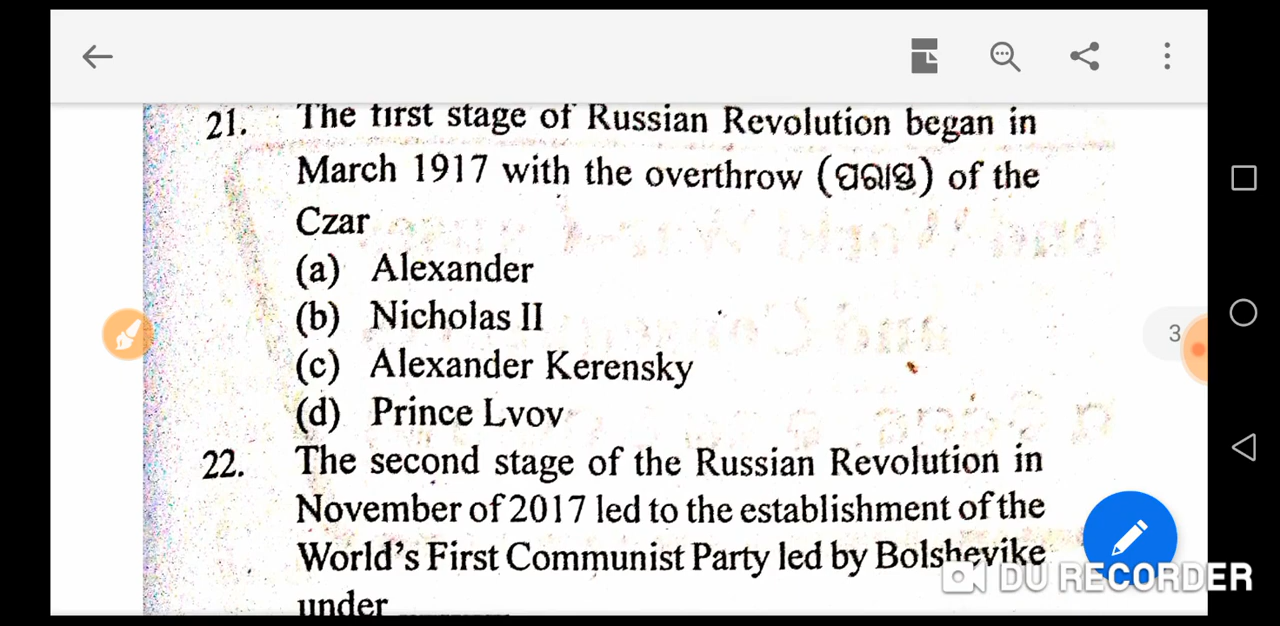 21. The first stage of Russian Revolution began in
March 1917 with the overthrow (ପରାସ୍ତ) of the
Czar
(a) Alexander
(b) Nicholas II
(c) Alexander Kerensky
(d) Prince Lvov
3
22. The second stage of the Russian Revolution in
November of 2017 led to the establishment of the
World's First Communist Party led by Bolshevike
under
DU RECORDER